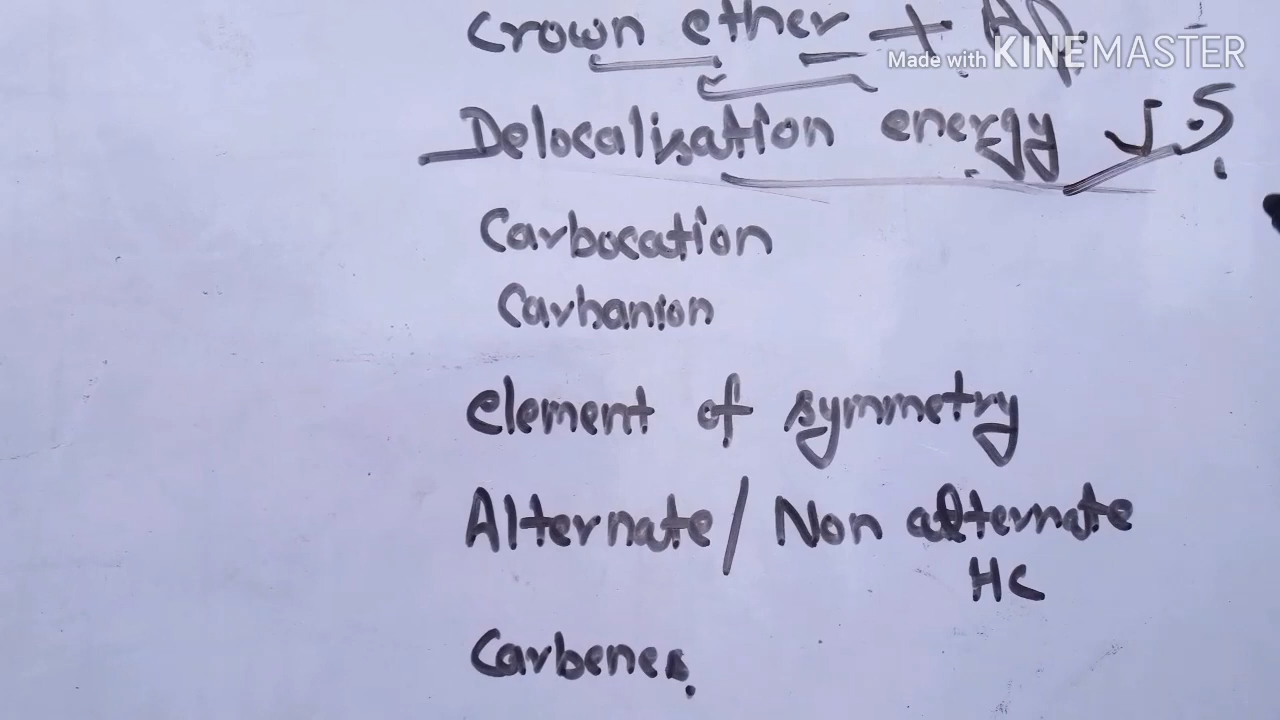 Crown ether +
Made with KINEMASTER
Delocalisation energy
Carbocation
Carbanion
element of symmetry
Alternate / Non alternate
HC
Carbenes.